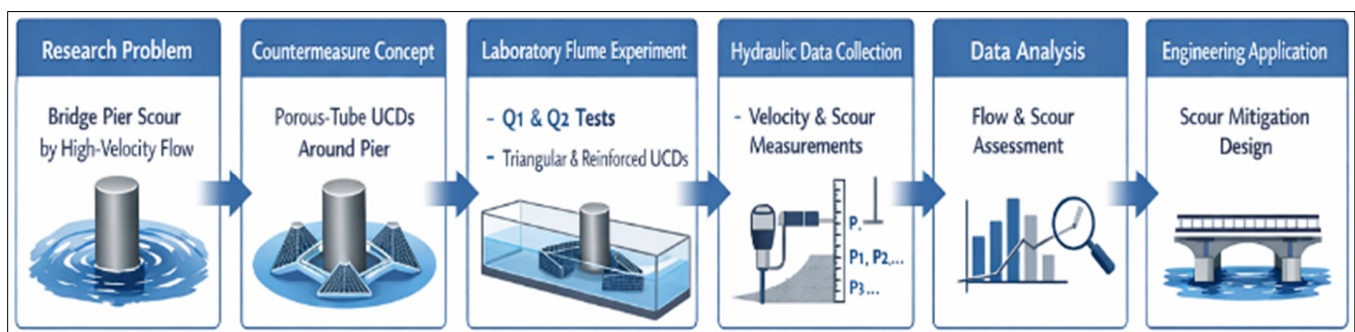 Research Problem
Bridge Pier Scour
by High-Velocity Flow
Countermeasure Concept
Porous-Tube UCDs
Around Pier
Laboratory Flume Experiment
- Q1 & Q2 Tests
- Triangular & Reinforced UCDs
Hydraulic Data Collection
- Velocity & Scour
Measurements
P.
P1, P2,...
P3...
Data Analysis
Flow & Scour
Assessment
Engineering Application
Scour Mitigation
Design